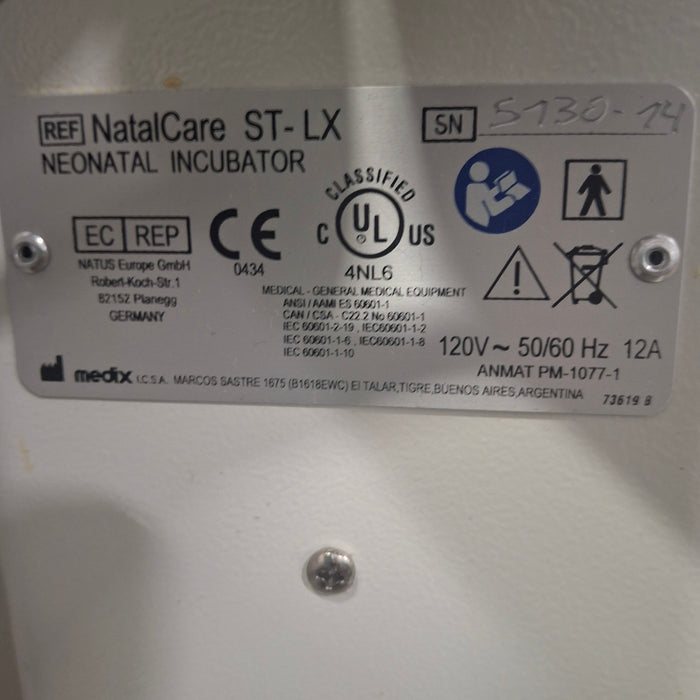 REF NatalCare ST-LX
SN 5130-14
NEONATAL INCUBATOR
EC REP
NATUS Europe GmbH
Robert-Koch-Str.1
82152 Planegg
GERMANY
CE
0434
CLASSIFIED
C UL US
4NL6
MEDICAL - GENERAL MEDICAL EQUIPMENT
ANSI / AAMI ES 60601-1
CAN / CSA - C22.2 No 60601-1
IEC 60601-2-19 , IEC60601-1-2
IEC 60601-1-6 , IEC60601-1-8
IEC 60601-1-10
120V ~ 50/60 Hz 12A
ANMAT PM-1077-1
medix I.C.S.A. MARCOS SASTRE 1675 (B1618EWC) El TALAR,TIGRE,BUENOS AIRES,ARGENTINA
73619 B